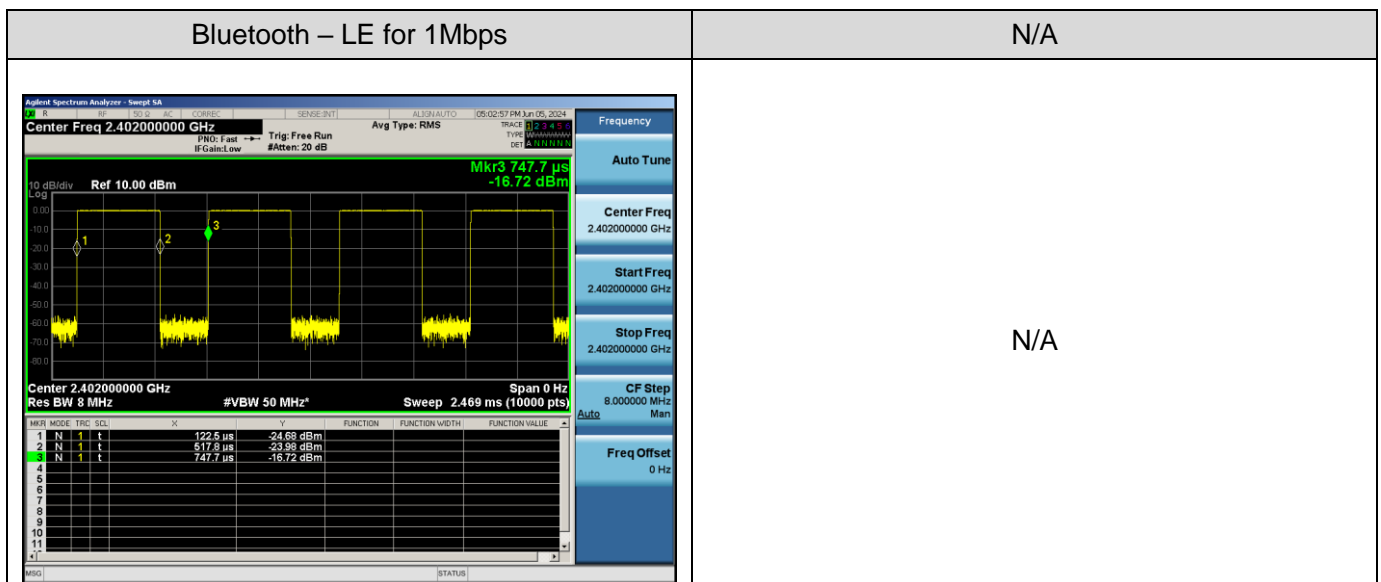 Bluetooth – LE for 1Mbps
N/A
Agilent Spectrum Analyzer - Swept SA
R RF 50 Ω AC CORREC SENSE:INT ALIGN AUTO 05:02:57 PM Jun 05, 2024
Center Freq 2.402000000 GHz
PNO: Fast
IFGain:Low
Trig: Free Run
#Atten: 20 dB
Avg Type: RMS
TRACE 1 2 3 4 5 6
TYPE
DET A N N N N N
Mkr3 747.7 µs
-16.72 dBm
10 dB/div Ref 10.00 dBm
Log
0.00
-10.0
-20.0
-30.0
-40.0
-50.0
-60.0
-70.0
-80.0
1
2
3
Center 2.402000000 GHz Span 0 Hz
Res BW 8 MHz #VBW 50 MHz* Sweep 2.469 ms (10000 pts)
MKR MODE TRC SCL X Y FUNCTION FUNCTION WIDTH FUNCTION VALUE
1 N 1 t 122.5 µs -24.68 dBm
2 N 1 t 517.8 µs -23.98 dBm
3 N 1 t 747.7 µs -16.72 dBm
4
5
6
7
8
9
10
11
MSG STATUS
Frequency
Auto Tune
Center Freq
2.402000000 GHz
Start Freq
2.402000000 GHz
Stop Freq
2.402000000 GHz
CF Step
8.000000 MHz
Auto Man
Freq Offset
0 Hz
N/A